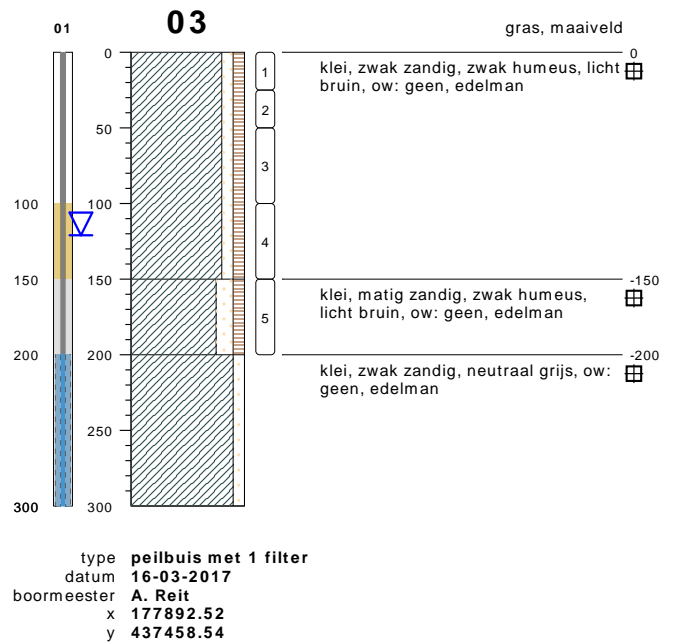 01
03
gras, maaiveld
0
0
klei, zwak zandig, zwak humeus, licht
bruin, ow: geen, edelman
1
2
50
3
100
100
4
150
150
-150
klei, matig zandig, zwak humeus,
licht bruin, ow: geen, edelman
5
200
200
-200
klei, zwak zandig, neutraal grijs, ow:
geen, edelman
250
300
300
type peilbuis met 1 filter
datum 16-03-2017
boormeester A. Reit
x 177892.52
y 437458.54